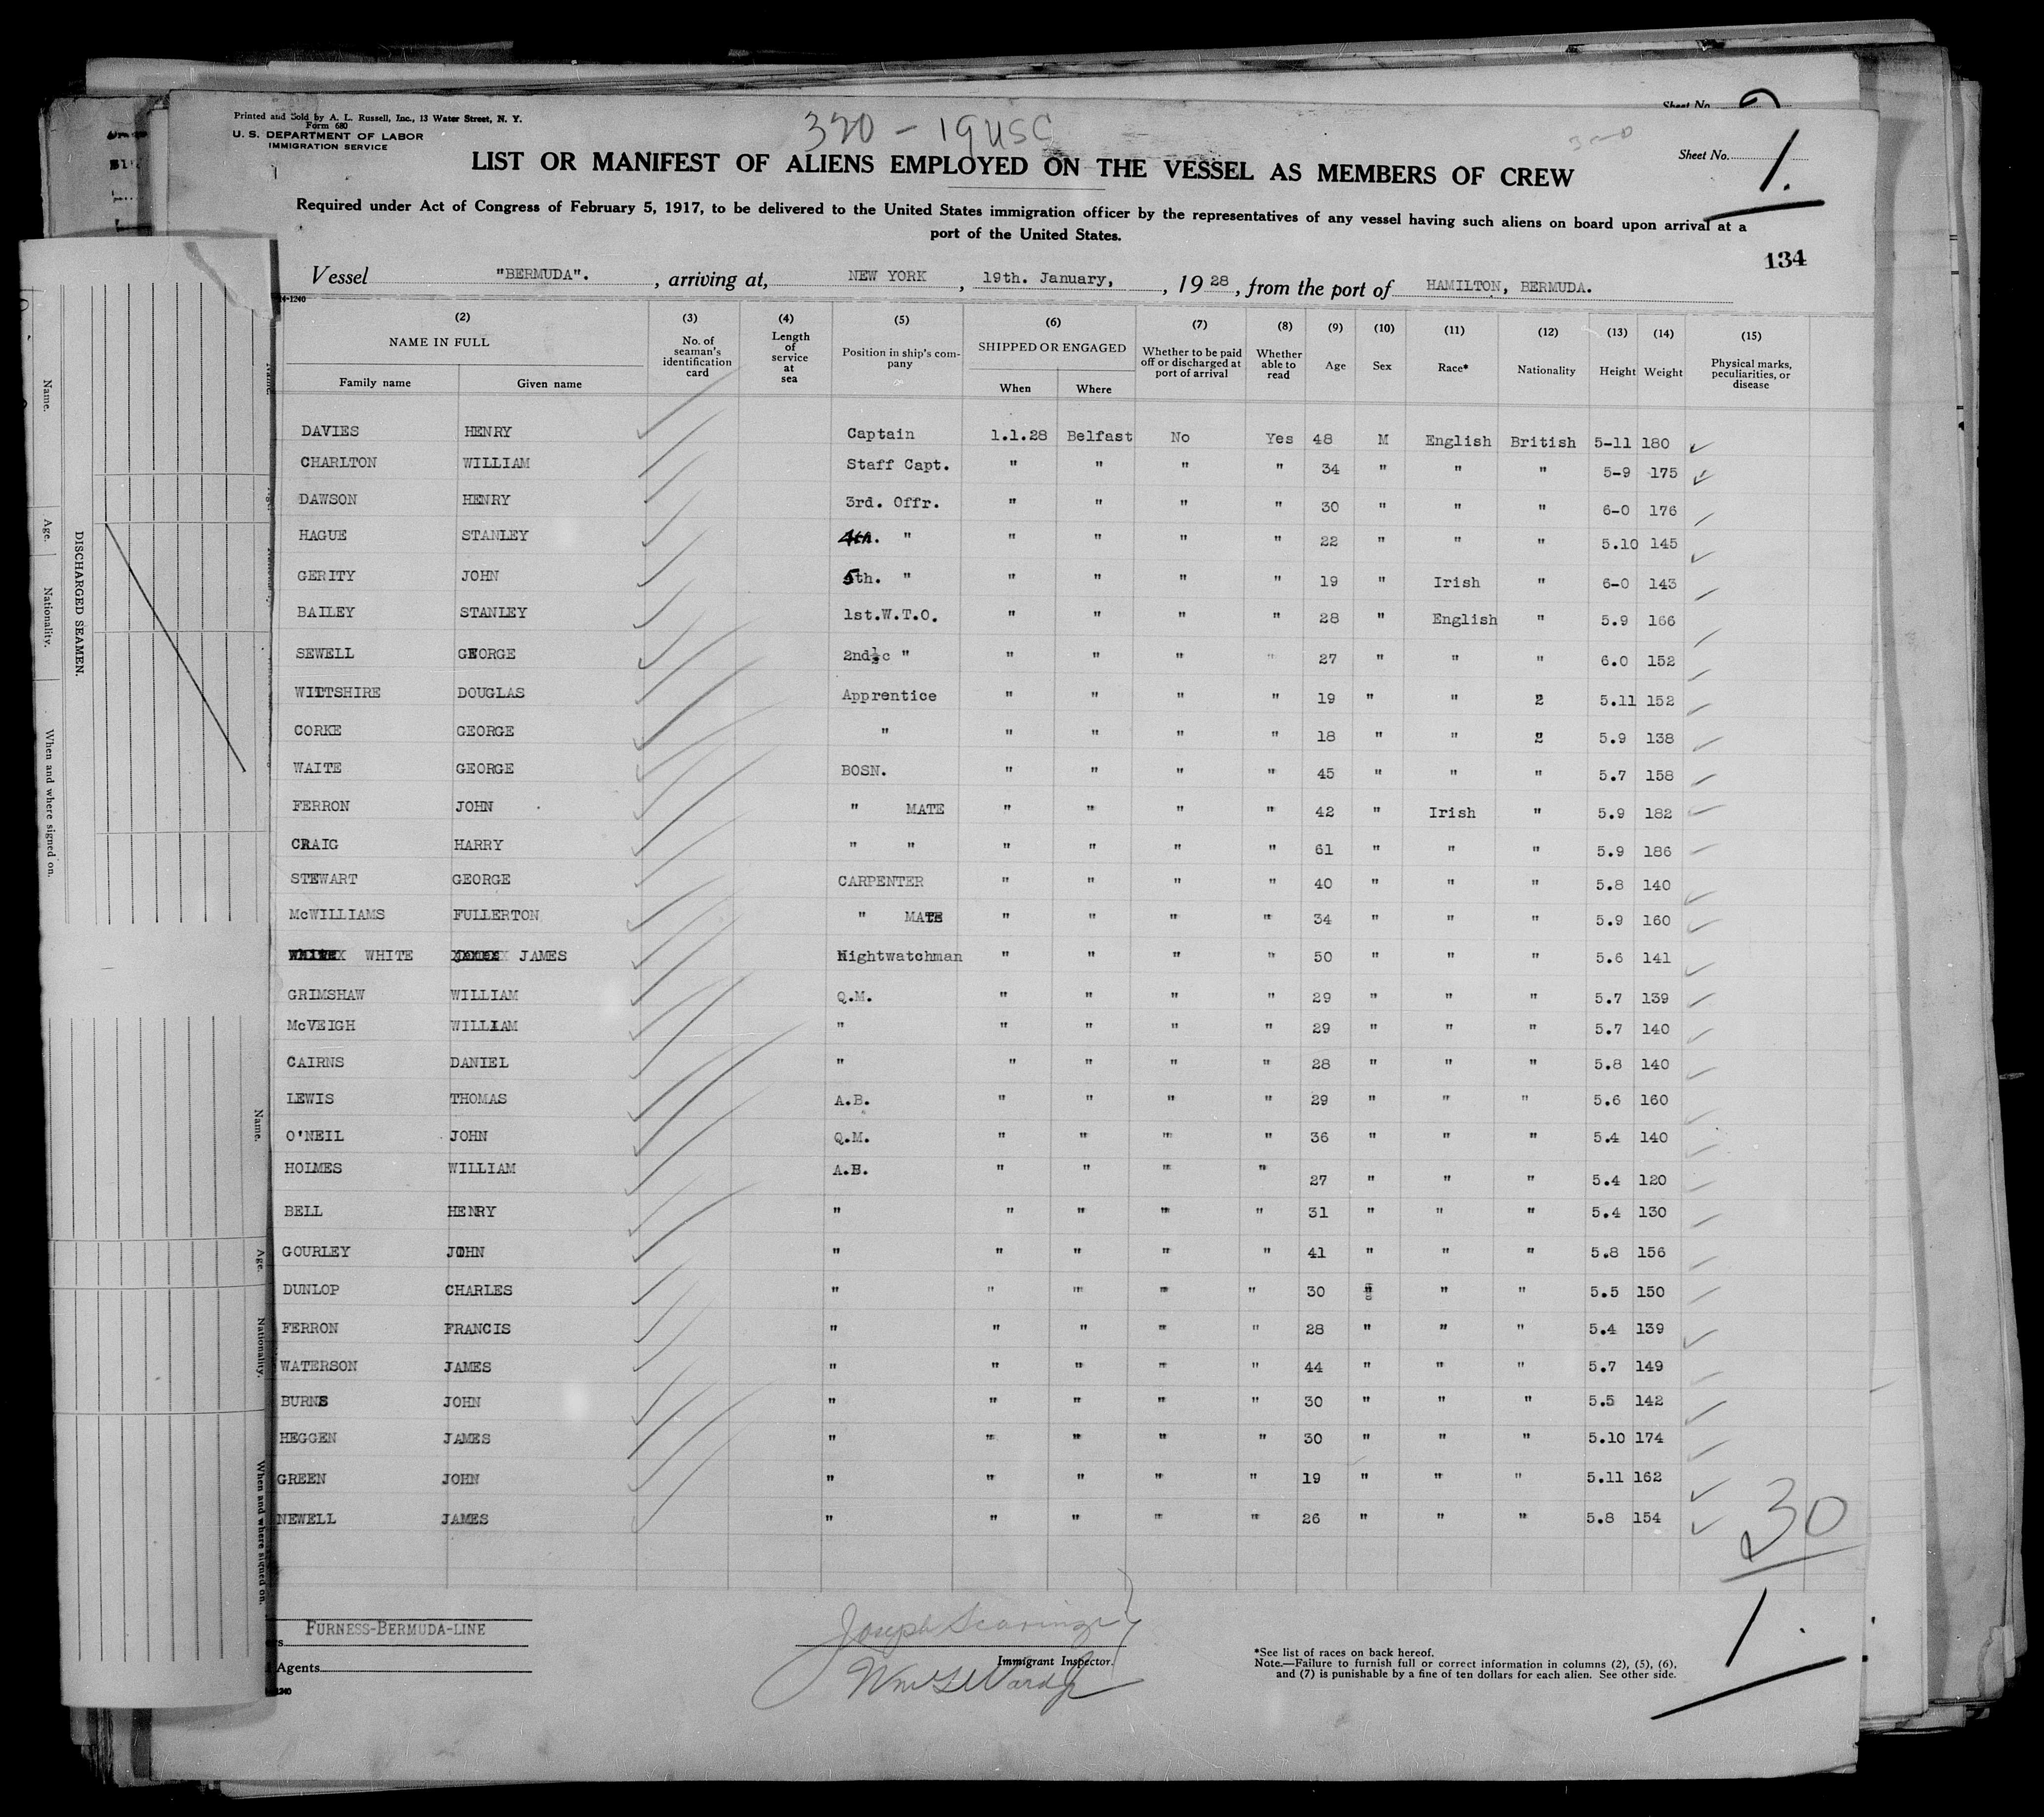 Printed and Sold by A. L. Russell, Inc., 13 Water Street, N. Y.
Form 680
U. S. DEPARTMENT OF LABOR
IMMIGRATION SERVICE
320 - 19 USC
Sheet No.
Sheet No. 1.
LIST OR MANIFEST OF ALIENS EMPLOYED ON THE VESSEL AS MEMBERS OF CREW
Required under Act of Congress of February 5, 1917, to be delivered to the United States immigration officer by the representatives of any vessel having such aliens on board upon arrival at a
port of the United States.
134
Vessel "BERMUDA". , arriving at, NEW YORK , 19th. January, , 19 28 , from the port of HAMILTON, BERMUDA.
(2) (3) (4) (5) (6) (7) (8) (9) (10) (11) (12) (13) (14) (15)
NAME IN FULL No. of seaman's identification card Length of service at sea Position in ship's company SHIPPED OR ENGAGED Whether to be paid off or discharged at port of arrival Whether able to read Age Sex Race* Nationality Height Weight Physical marks, peculiarities, or disease
Family name Given name When Where
DAVIES HENRY Captain 1.1.28 Belfast No Yes 48 M English British 5-11 180
CHARLTON WILLIAM Staff Capt. " " " " 34 " " " 5-9 175
DAWSON HENRY 3rd. Offr. " " " " 30 " " " 6-0 176
HAGUE STANLEY 4th. " " " " " 22 " " " 5.10 145
GERITY JOHN 5th. " " " " " 19 " Irish " 6-0 143
BAILEY STANLEY 1st.W.T.O. " " " " 28 " English " 5.9 166
SEWELL GEORGE 2nd " " " " " 27 " " " 6.0 152
WILTSHIRE DOUGLAS Apprentice " " " " 19 " " 2 5.11 152
CORKE GEORGE " " " " " 18 " " 2 5.9 138
WAITE GEORGE BOSN. " " " " 45 " " " 5.7 158
FERRON JOHN " MATE " " " " 42 " Irish " 5.9 182
CRAIG HARRY " " " " " " 61 " " " 5.9 186
STEWART GEORGE CARPENTER " " " " 40 " " " 5.8 140
McWILLIAMS FULLERTON " MATE " " " " 34 " " " 5.9 160
WHITE JAMES Nightwatchman " " " " 50 " " " 5.6 141
GRIMSHAW WILLIAM Q.M. " " " " 29 " " " 5.7 139
McVEIGH WILLIAM " " " " " 29 " " " 5.7 140
CAIRNS DANIEL " " " " " 28 " " " 5.8 140
LEWIS THOMAS A.B. " " " " 29 " " " 5.6 160
O'NEIL JOHN Q.M. " " " " 36 " " " 5.4 140
HOLMES WILLIAM A.B. " " " " 27 " " " 5.4 120
BELL HENRY " " " " " 31 " " " 5.4 130
GOURLEY JOHN " " " " " 41 " " " 5.8 156
DUNLOP CHARLES " " " " " 30 " " " 5.5 150
FERRON FRANCIS " " " " " 28 " " " 5.4 139
WATERSON JAMES " " " " " 44 " " " 5.7 149
BURNS JOHN " " " " " 30 " " " 5.5 142
HEGGEN JAMES " " " " " 30 " " " 5.10 174
GREEN JOHN " " " " " 19 " " " 5.11 162
NEWELL JAMES " " " " " 26 " " " 5.8 154
30
1.
FURNESS-BERMUDA-LINE
Agents
Joseph
Immigrant Inspector.
*See list of races on back hereof.
Note.—Failure to furnish full or correct information in columns (2), (5), (6),
and (7) is punishable by a fine of ten dollars for each alien. See other side.
DISCHARGED SEAMEN.
Name.
Age.
Nationality.
When and where signed on.
Name.
Age.
Nationality.
When and where signed on.